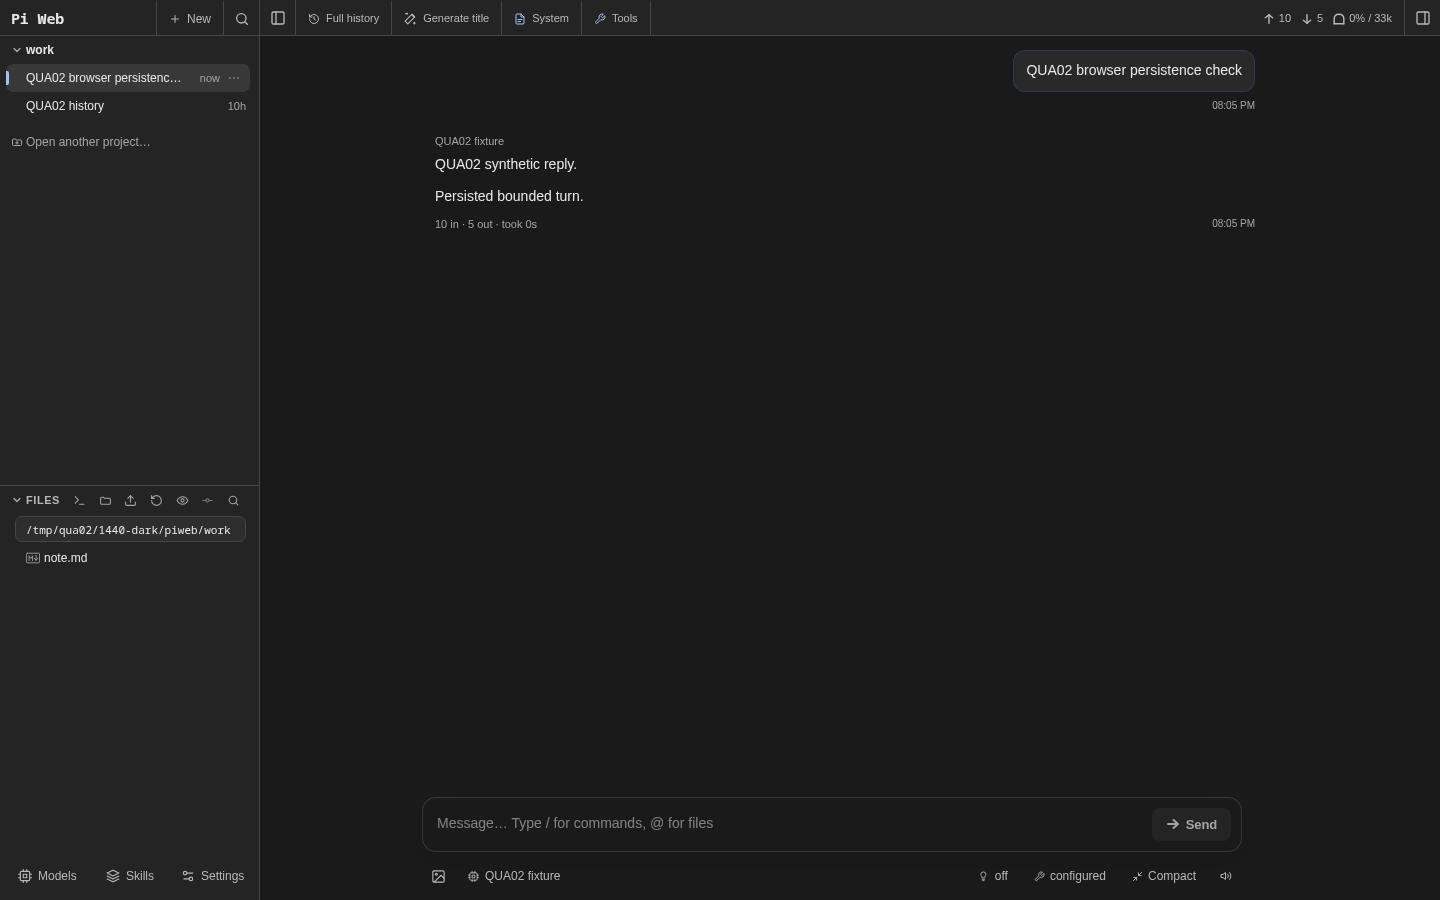 Pi Web
New
Full history
Generate title
System
Tools
10
5
0% / 33k
work
QUA02 browser persistenc… now ···
QUA02 history 10h
Open another project…
QUA02 browser persistence check
08:05 PM
QUA02 fixture
QUA02 synthetic reply.
Persisted bounded turn.
10 in · 5 out · took 0s
08:05 PM
FILES
/tmp/qua02/1440-dark/piweb/work
note.md
Message… Type / for commands, @ for files
Send
Models
Skills
Settings
QUA02 fixture
off
configured
Compact